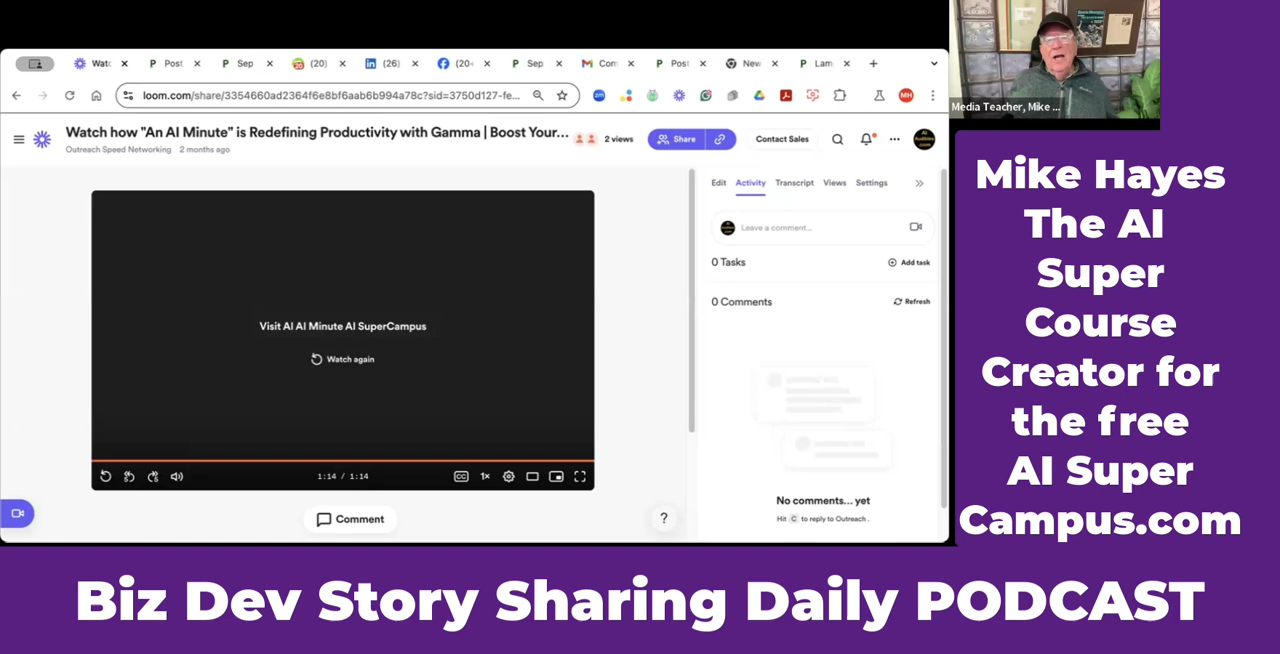 Watc
Post
Sep
(20)
(26)
(20+
Sep
Com
Post
New
Lam
loom.com/share/3354660ad2364f6e8bf6aab6b994a78c?sid=3750d127-fe...
MH
Watch how "An AI Minute" is Redefining Productivity with Gamma | Boost Your...
Outreach Speed Networking 2 months ago
2 views
Share
Contact Sales
Edit Activity Transcript Views Settings
Leave a comment...
0 Tasks
Add task
0 Comments
Refresh
Visit AI AI Minute AI SuperCampus
Watch again
1:14 / 1:14
CC
1×
No comments... yet
Hit C to reply to Outreach .
Comment
?
Media Teacher, Mike ...
Mike Hayes
The AI
Super
Course
Creator for
the free
AI Super
Campus.com
Biz Dev Story Sharing Daily PODCAST